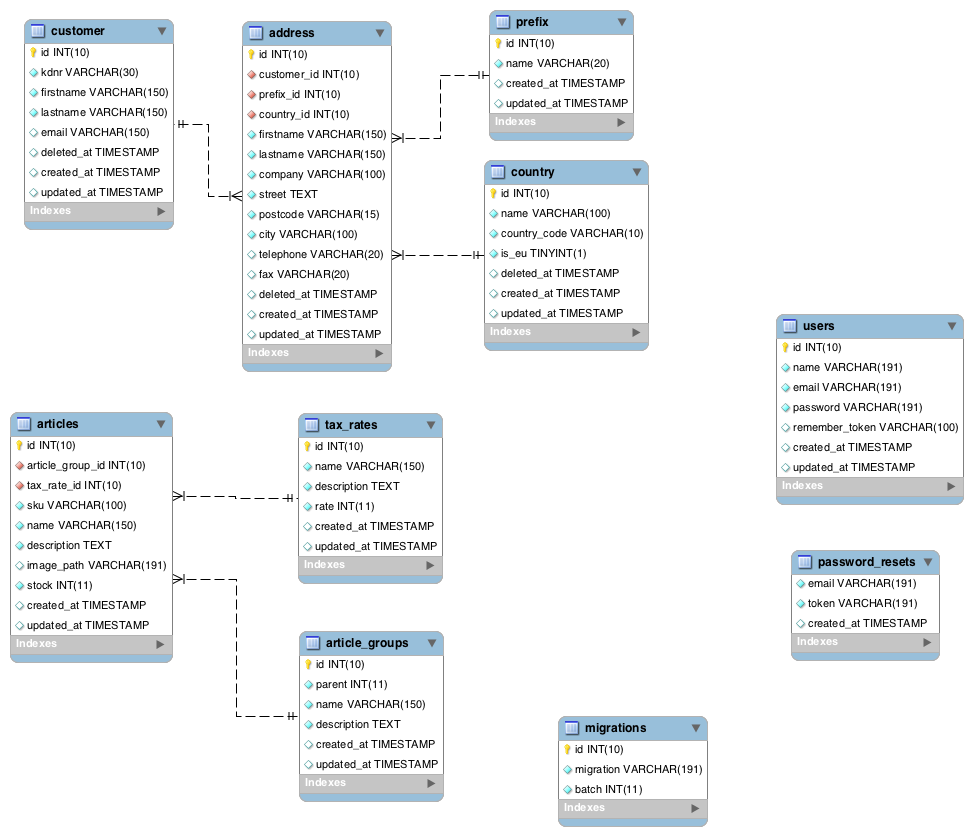 customer
id INT(10)
kdnr VARCHAR(30)
firstname VARCHAR(150)
lastname VARCHAR(150)
email VARCHAR(150)
deleted_at TIMESTAMP
created_at TIMESTAMP
updated_at TIMESTAMP
Indexes
address
id INT(10)
customer_id INT(10)
prefix_id INT(10)
country_id INT(10)
firstname VARCHAR(150)
lastname VARCHAR(150)
company VARCHAR(100)
street TEXT
postcode VARCHAR(15)
city VARCHAR(100)
telephone VARCHAR(20)
fax VARCHAR(20)
deleted_at TIMESTAMP
created_at TIMESTAMP
updated_at TIMESTAMP
Indexes
prefix
id INT(10)
name VARCHAR(20)
created_at TIMESTAMP
updated_at TIMESTAMP
Indexes
country
id INT(10)
name VARCHAR(100)
country_code VARCHAR(10)
is_eu TINYINT(1)
deleted_at TIMESTAMP
created_at TIMESTAMP
updated_at TIMESTAMP
Indexes
users
id INT(10)
name VARCHAR(191)
email VARCHAR(191)
password VARCHAR(191)
remember_token VARCHAR(100)
created_at TIMESTAMP
updated_at TIMESTAMP
Indexes
articles
id INT(10)
article_group_id INT(10)
tax_rate_id INT(10)
sku VARCHAR(100)
name VARCHAR(150)
description TEXT
image_path VARCHAR(191)
stock INT(11)
created_at TIMESTAMP
updated_at TIMESTAMP
Indexes
tax_rates
id INT(10)
name VARCHAR(150)
description TEXT
rate INT(11)
created_at TIMESTAMP
updated_at TIMESTAMP
Indexes
password_resets
email VARCHAR(191)
token VARCHAR(191)
created_at TIMESTAMP
Indexes
article_groups
id INT(10)
parent INT(11)
name VARCHAR(150)
description TEXT
created_at TIMESTAMP
updated_at TIMESTAMP
Indexes
migrations
id INT(10)
migration VARCHAR(191)
batch INT(11)
Indexes